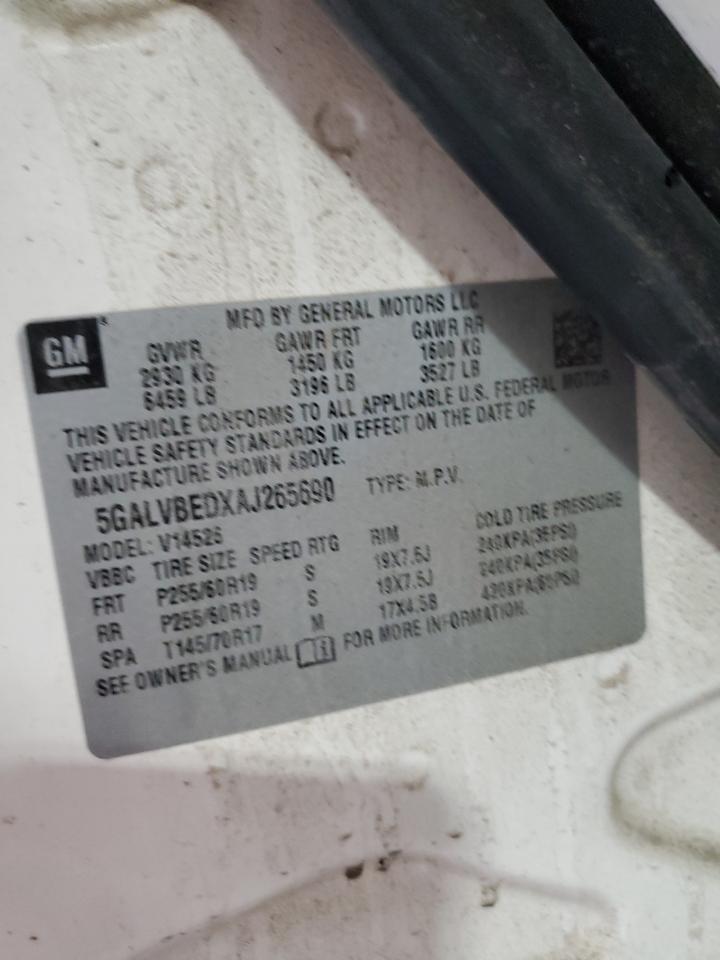 GM
MFD BY GENERAL MOTORS LLC
GVWR GAWR FRT GAWR RR
2930 KG 1450 KG 1600 KG
6459 LB 3196 LB 3527 LB
THIS VEHICLE CONFORMS TO ALL APPLICABLE U.S. FEDERAL MOTOR
VEHICLE SAFETY STANDARDS IN EFFECT ON THE DATE OF
MANUFACTURE SHOWN ABOVE.
5GALVBEDXAJ265690 TYPE: M.P.V.
MODEL: V14526
VBBC TIRE SIZE SPEED RTG RIM COLD TIRE PRESSURE
FRT P255/60R19 S 19X7.5J 240KPA(35PSI)
RR P255/60R19 S 19X7.5J 240KPA(35PSI)
SPA T145/70R17 M 17X4.5B 420KPA(60PSI)
SEE OWNER'S MANUAL FOR MORE INFORMATION.